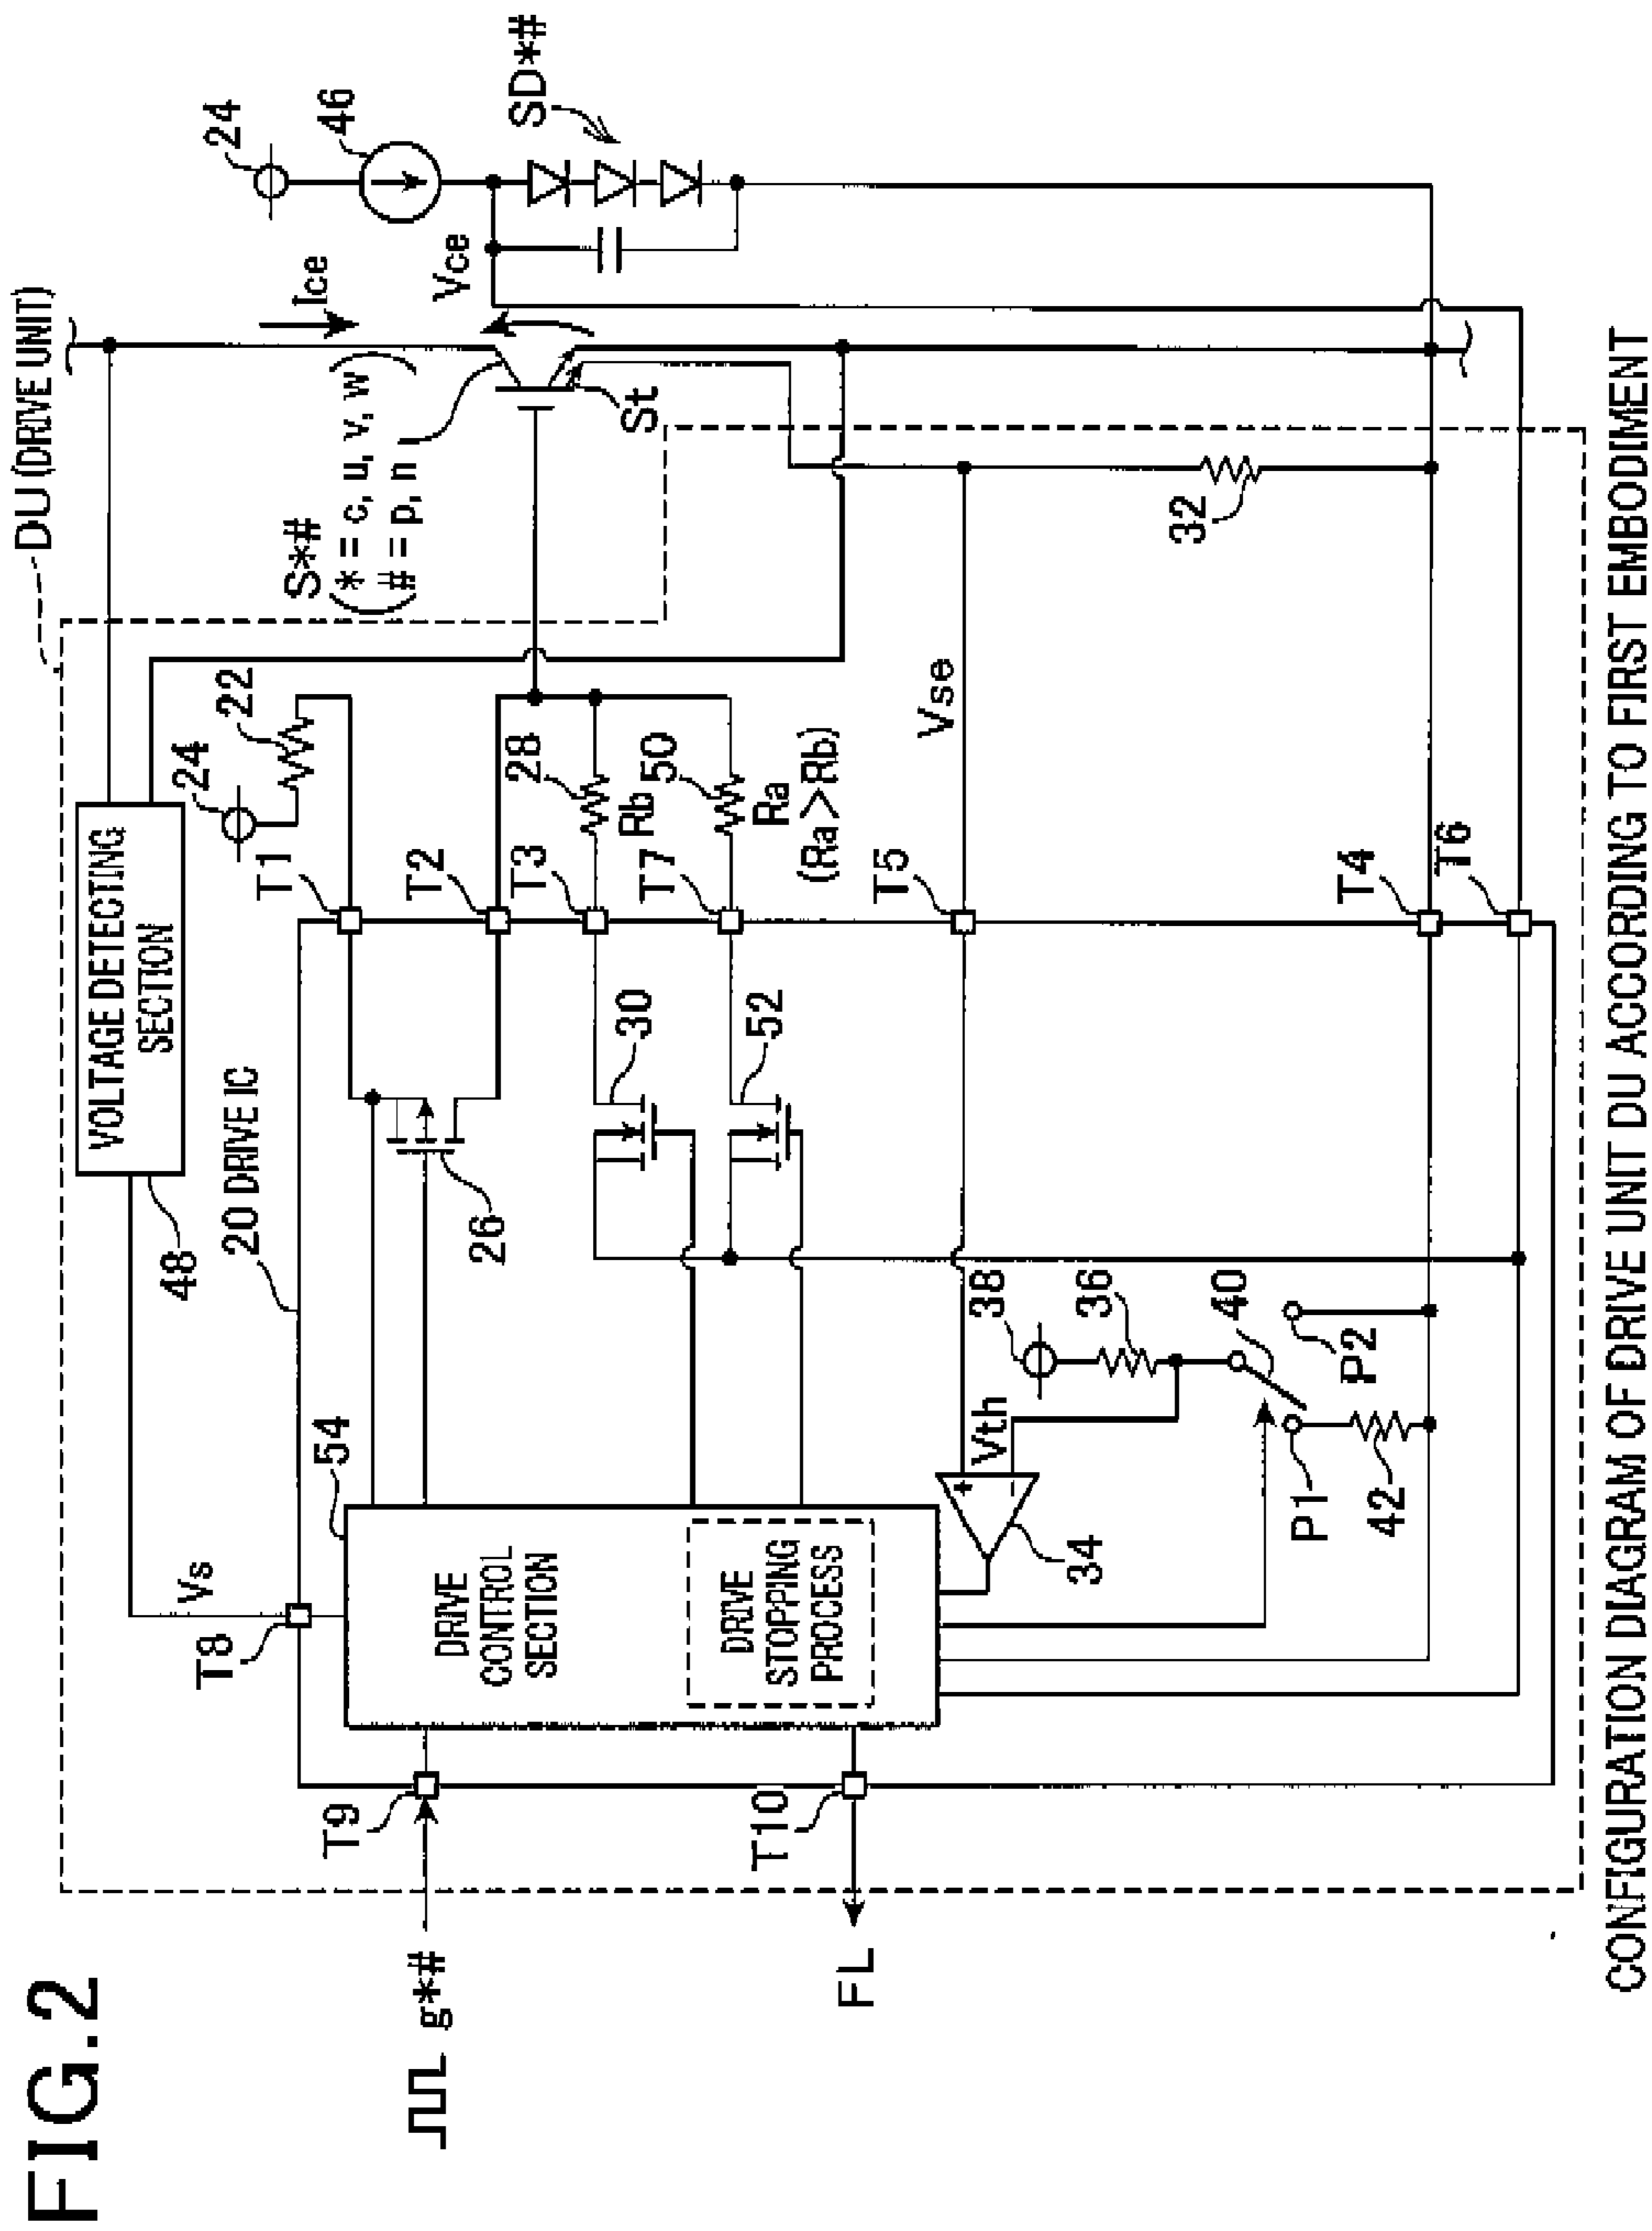 FIG.2
DU (DRIVE UNIT)
VOLTAGE DETECTING
SECTION
48
Vs
T8
20 DRIVE IC
24
22
T1
T2
T3
T7
T5
T4
T6
S*#
(* = c, u, v, w
# = p, n)
Ice
Vce
24
46
SD*#
St
28
Rb
50
Ra
(Ra>Rb)
Vse
32
26
30
52
54
DRIVE
CONTROL
SECTION
DRIVE
STOPPING
PROCESS
+
−
Vth
34
38
36
40
P1
P2
42
g*#
T9
T10
FL
CONFIGURATION DIAGRAM OF DRIVE UNIT DU ACCORDING TO FIRST EMBODIMENT